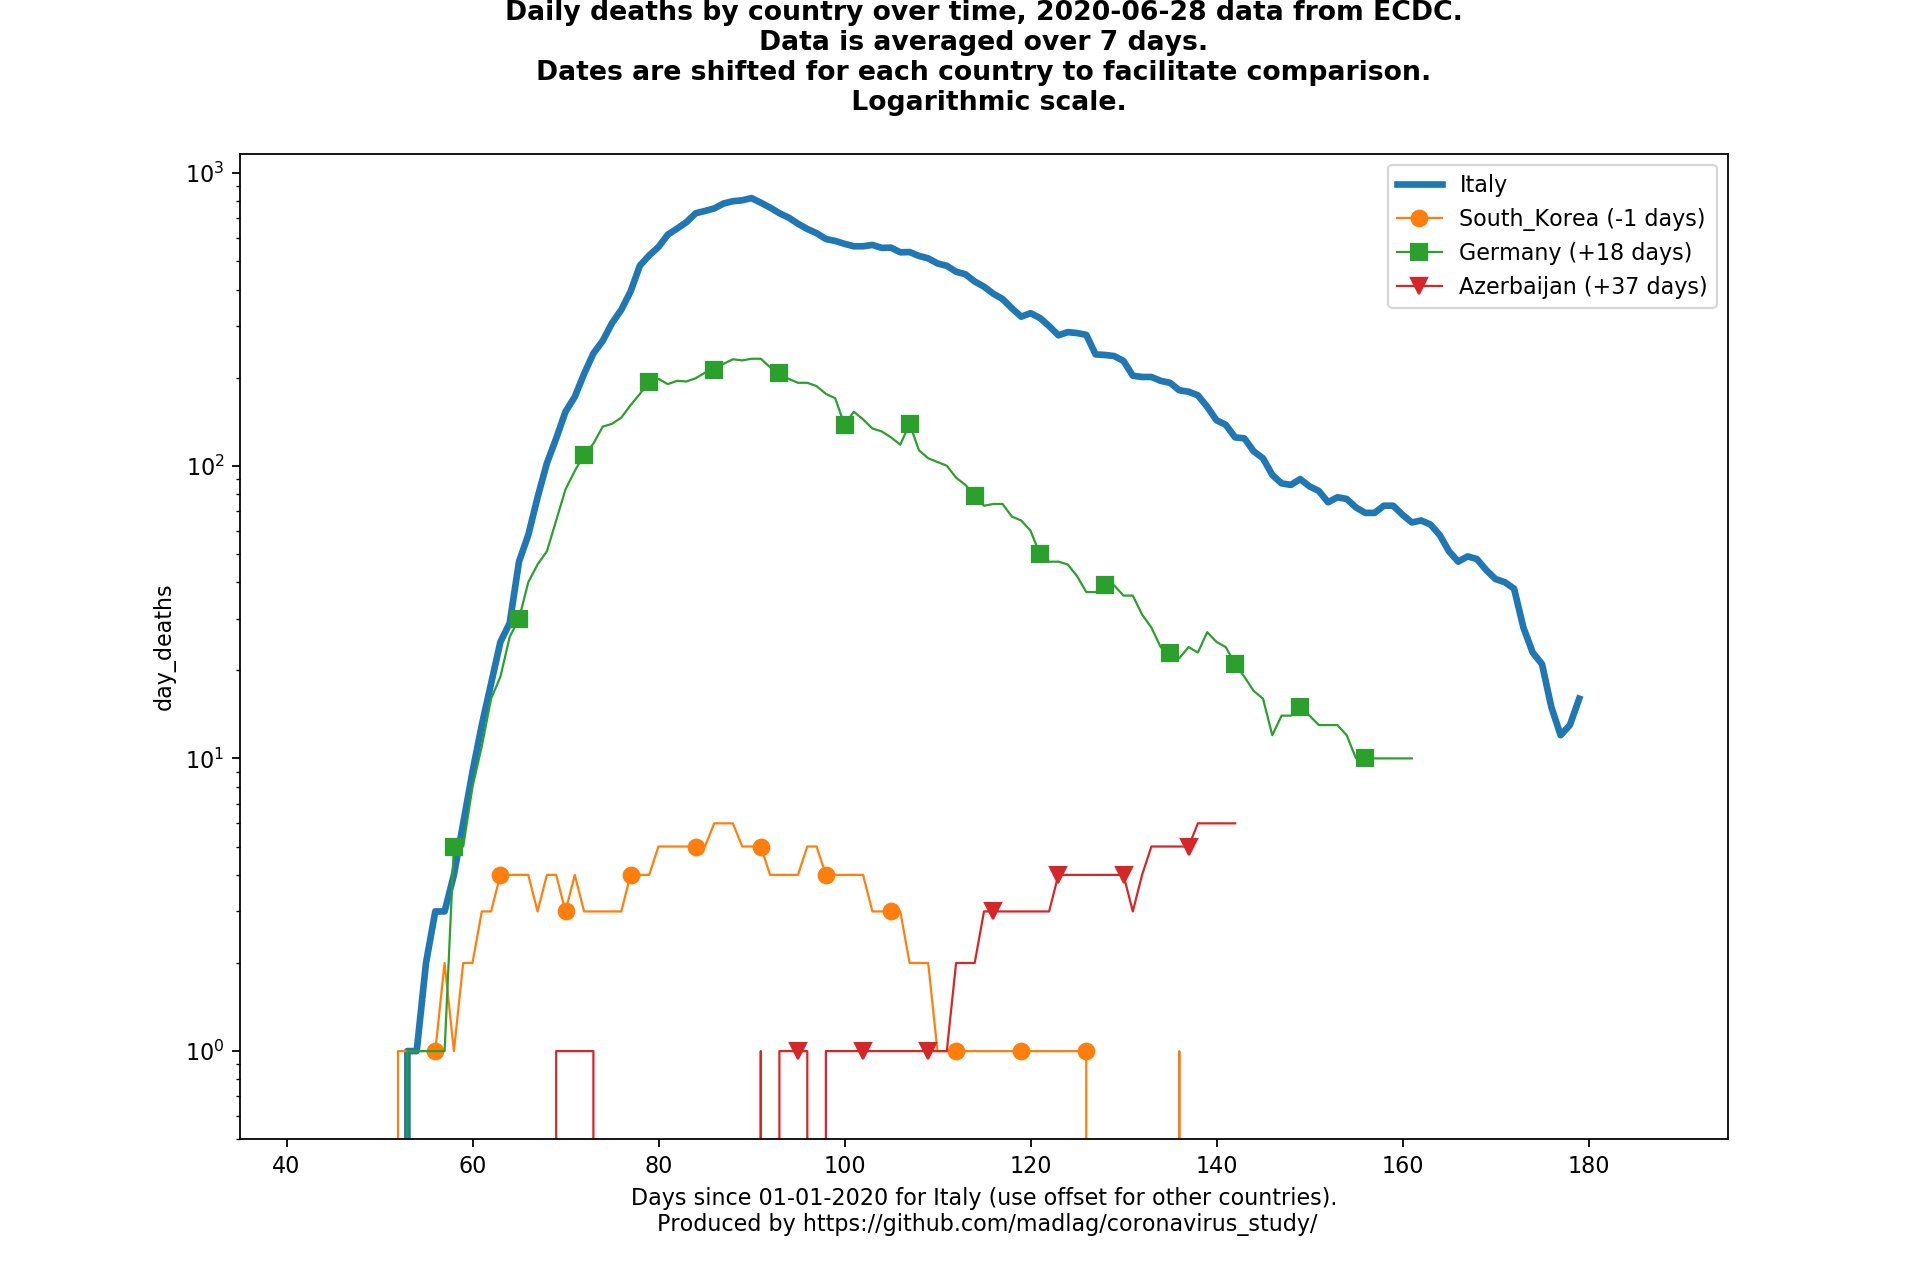 Daily deaths by country over time, 2020-06-28 data from ECDC.
Data is averaged over 7 days.
Dates are shifted for each country to facilitate comparison.
Logarithmic scale.
10³
10²
10¹
10⁰
day_deaths
Italy
South_Korea (-1 days)
Germany (+18 days)
Azerbaijan (+37 days)
40 60 80 100 120 140 160 180
Days since 01-01-2020 for Italy (use offset for other countries).
Produced by https://github.com/madlag/coronavirus_study/